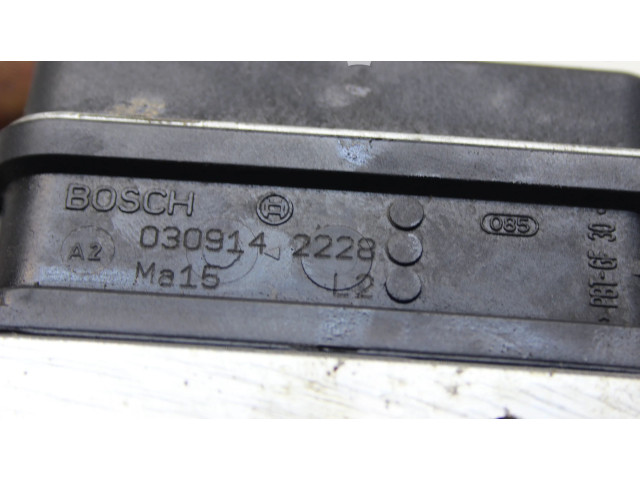 BOSCH
085
AZ 030914 2228
Ma15 L2
>PBT-GF 30<